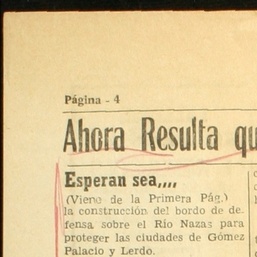 Página - 4
Ahora Resulta qu
Esperan sea,,,,
(Viene de la Primera Pág.)
la construcción del bordo de de.
fensa sobre el Río Nazas para
proteger las ciudades de Gómez
Palacio y Lerdo.